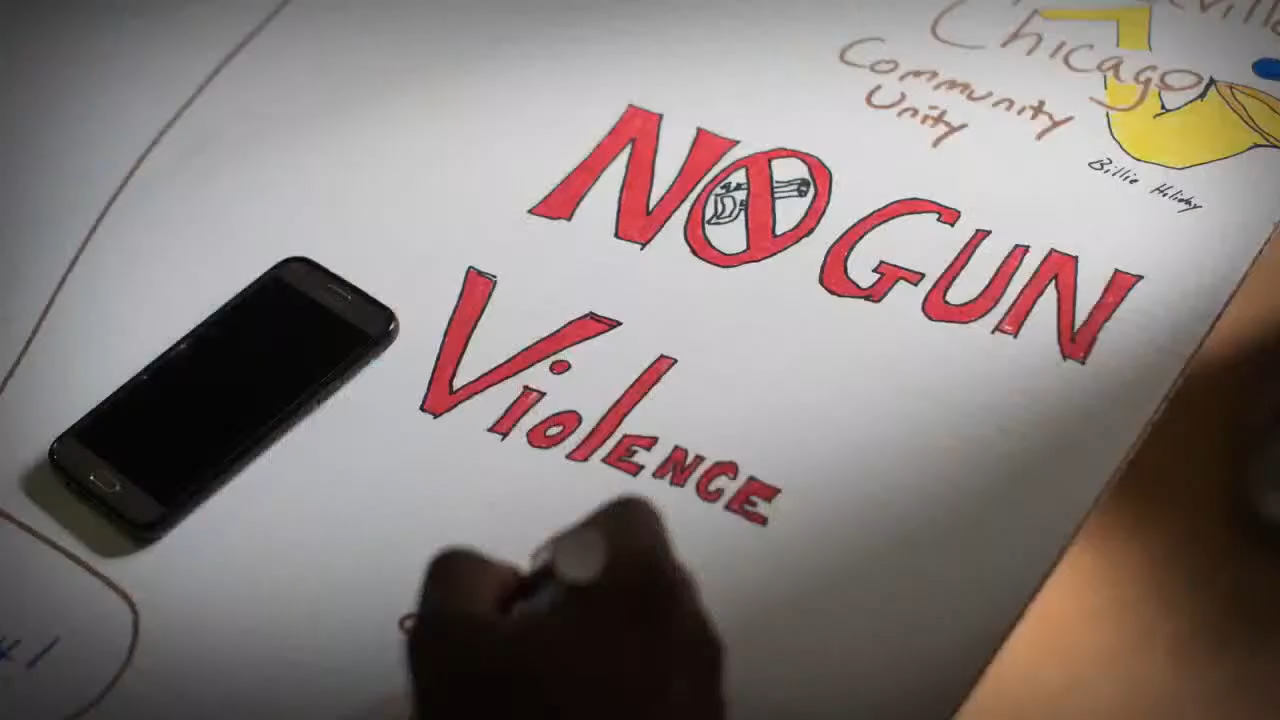 Chicago
Community
Unity
Billie Holiday
NO GUN
VIOLENCE